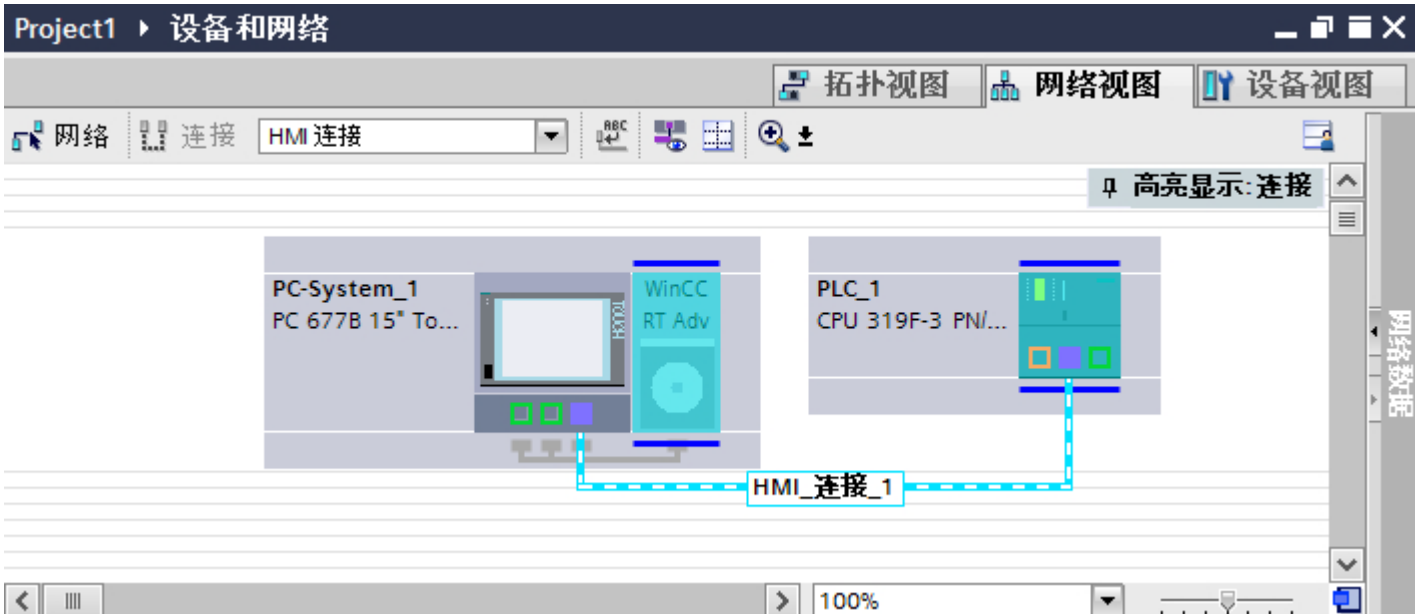 Project1 ▸ 设备和网络
拓扑视图 网络视图 设备视图
网络 连接 HMI 连接
高亮显示:连接
PC-System_1
PC 677B 15" To...
TOUCH
WinCC
RT Adv
PLC_1
CPU 319F-3 PN/...
HMI_连接_1
网络数据
100%